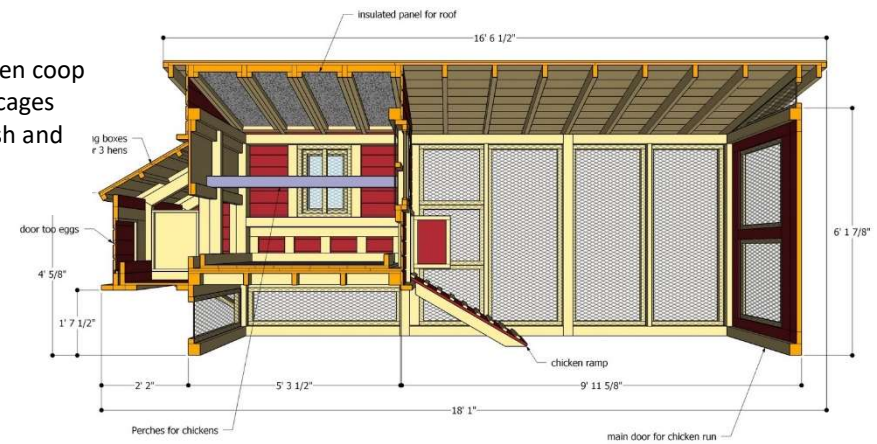 insulated panel for roof
16' 6 1/2"
en coop
cages
sh and
ng boxes
r 3 hens
door too eggs
4' 5/8"
1' 7 1/2"
6' 1 7/8"
chicken ramp
2' 2"
5' 3 1/2"
9' 11 5/8"
18' 1"
Perches for chickens
main door for chicken run